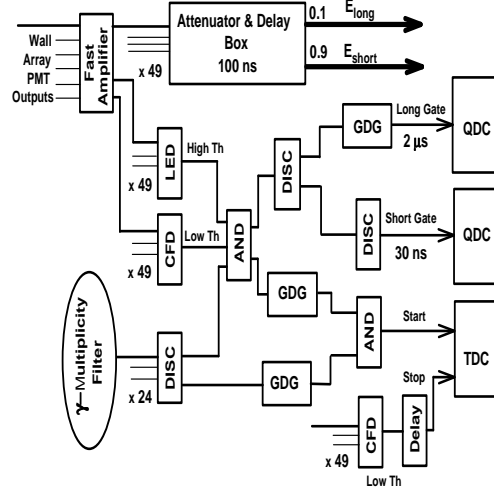 Wall
Array
PMT
Outputs
Fast
Amplifier
x 49
Attenuator & Delay
Box
100 ns
0.1
E_long
0.9
E_short
x 49
LED
High Th
x 49
CFD
Low Th
AND
DISC
GDG
Long Gate
2 μs
QDC
DISC
Short Gate
30 ns
QDC
γ-Multiplicity
Filter
x 24
DISC
GDG
GDG
AND
Start
Stop
TDC
x 49
CFD
Low Th
Delay